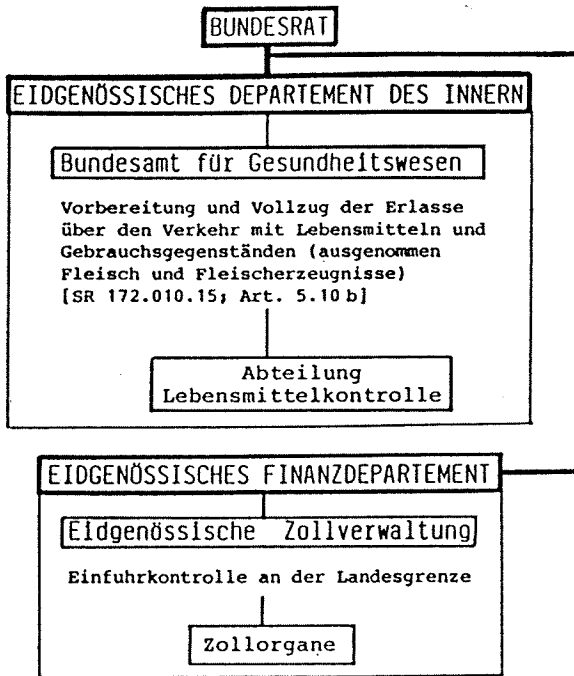 BUNDESRAT
EIDGENÖSSISCHES DEPARTEMENT DES INNERN
Bundesamt für Gesundheitswesen
Vorbereitung und Vollzug der Erlasse
über den Verkehr mit Lebensmitteln und
Gebrauchsgegenständen (ausgenommen
Fleisch und Fleischerzeugnisse)
[SR 172.010.15; Art. 5.10 b]
Abteilung
Lebensmittelkontrolle
EIDGENÖSSISCHES FINANZDEPARTEMENT
Eidgenössische Zollverwaltung
Einfuhrkontrolle an der Landesgrenze
Zollorgane